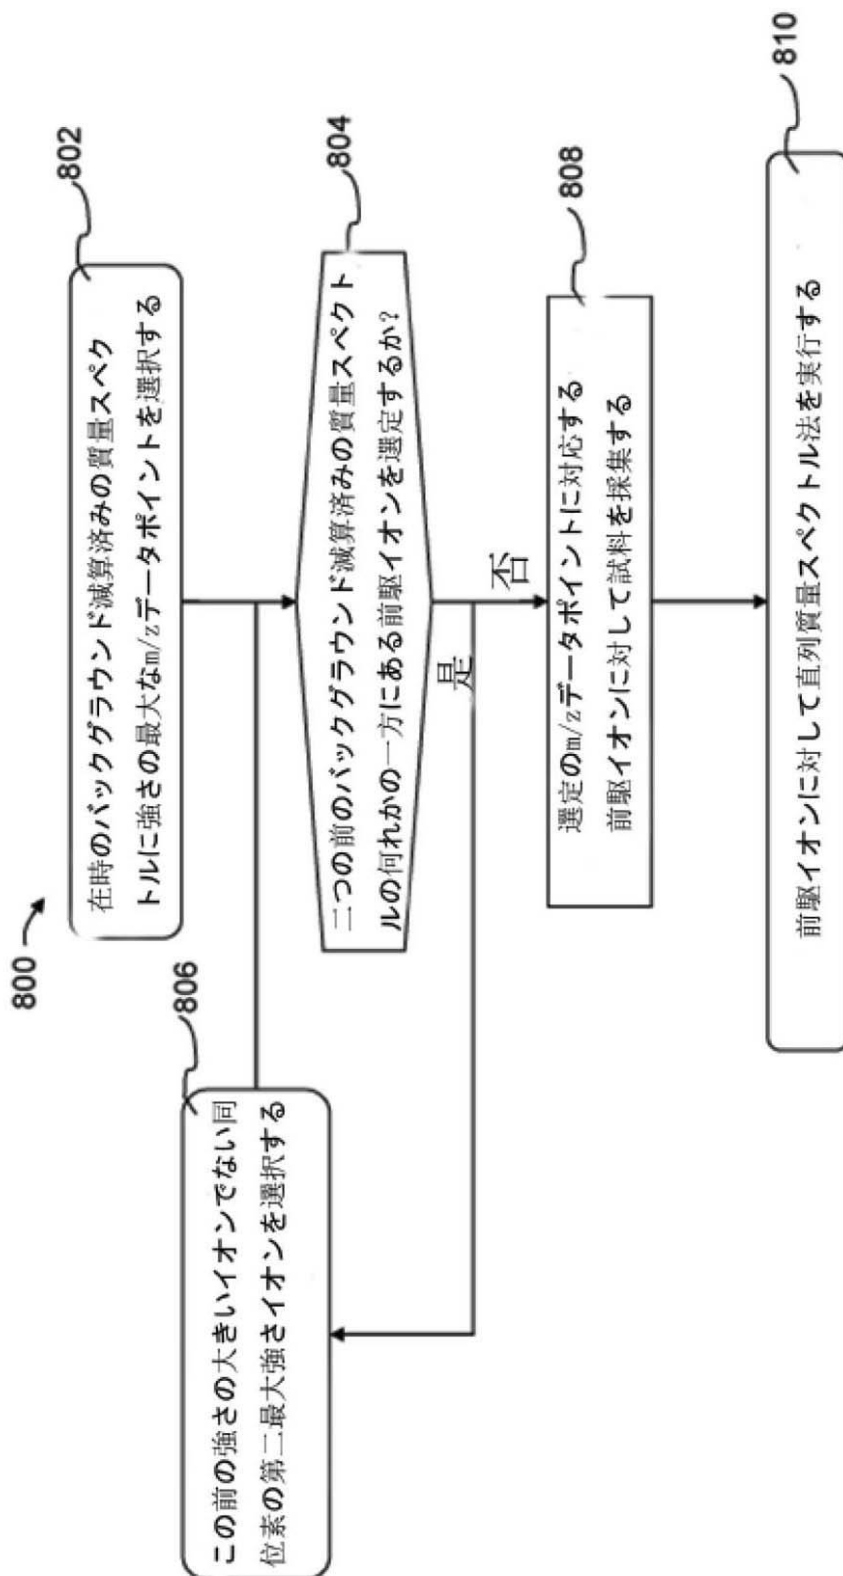 800
802
在時のバックグラウンド減算済みの質量スペク
トルに強さの最大なm/zデータポイントを選択する
804
二つの前のバックグラウンド減算済みの質量スペクト
ルの何れかの一方にある前駆イオンを選定するか?
806
この前の強さの大きいイオンでない同
位素の第二最大強さイオンを選択する
是
否
808
選定のm/zデータポイントに対応する
前駆イオンに対して試料を採集する
810
前駆イオンに対して直列質量スペクトル法を実行する